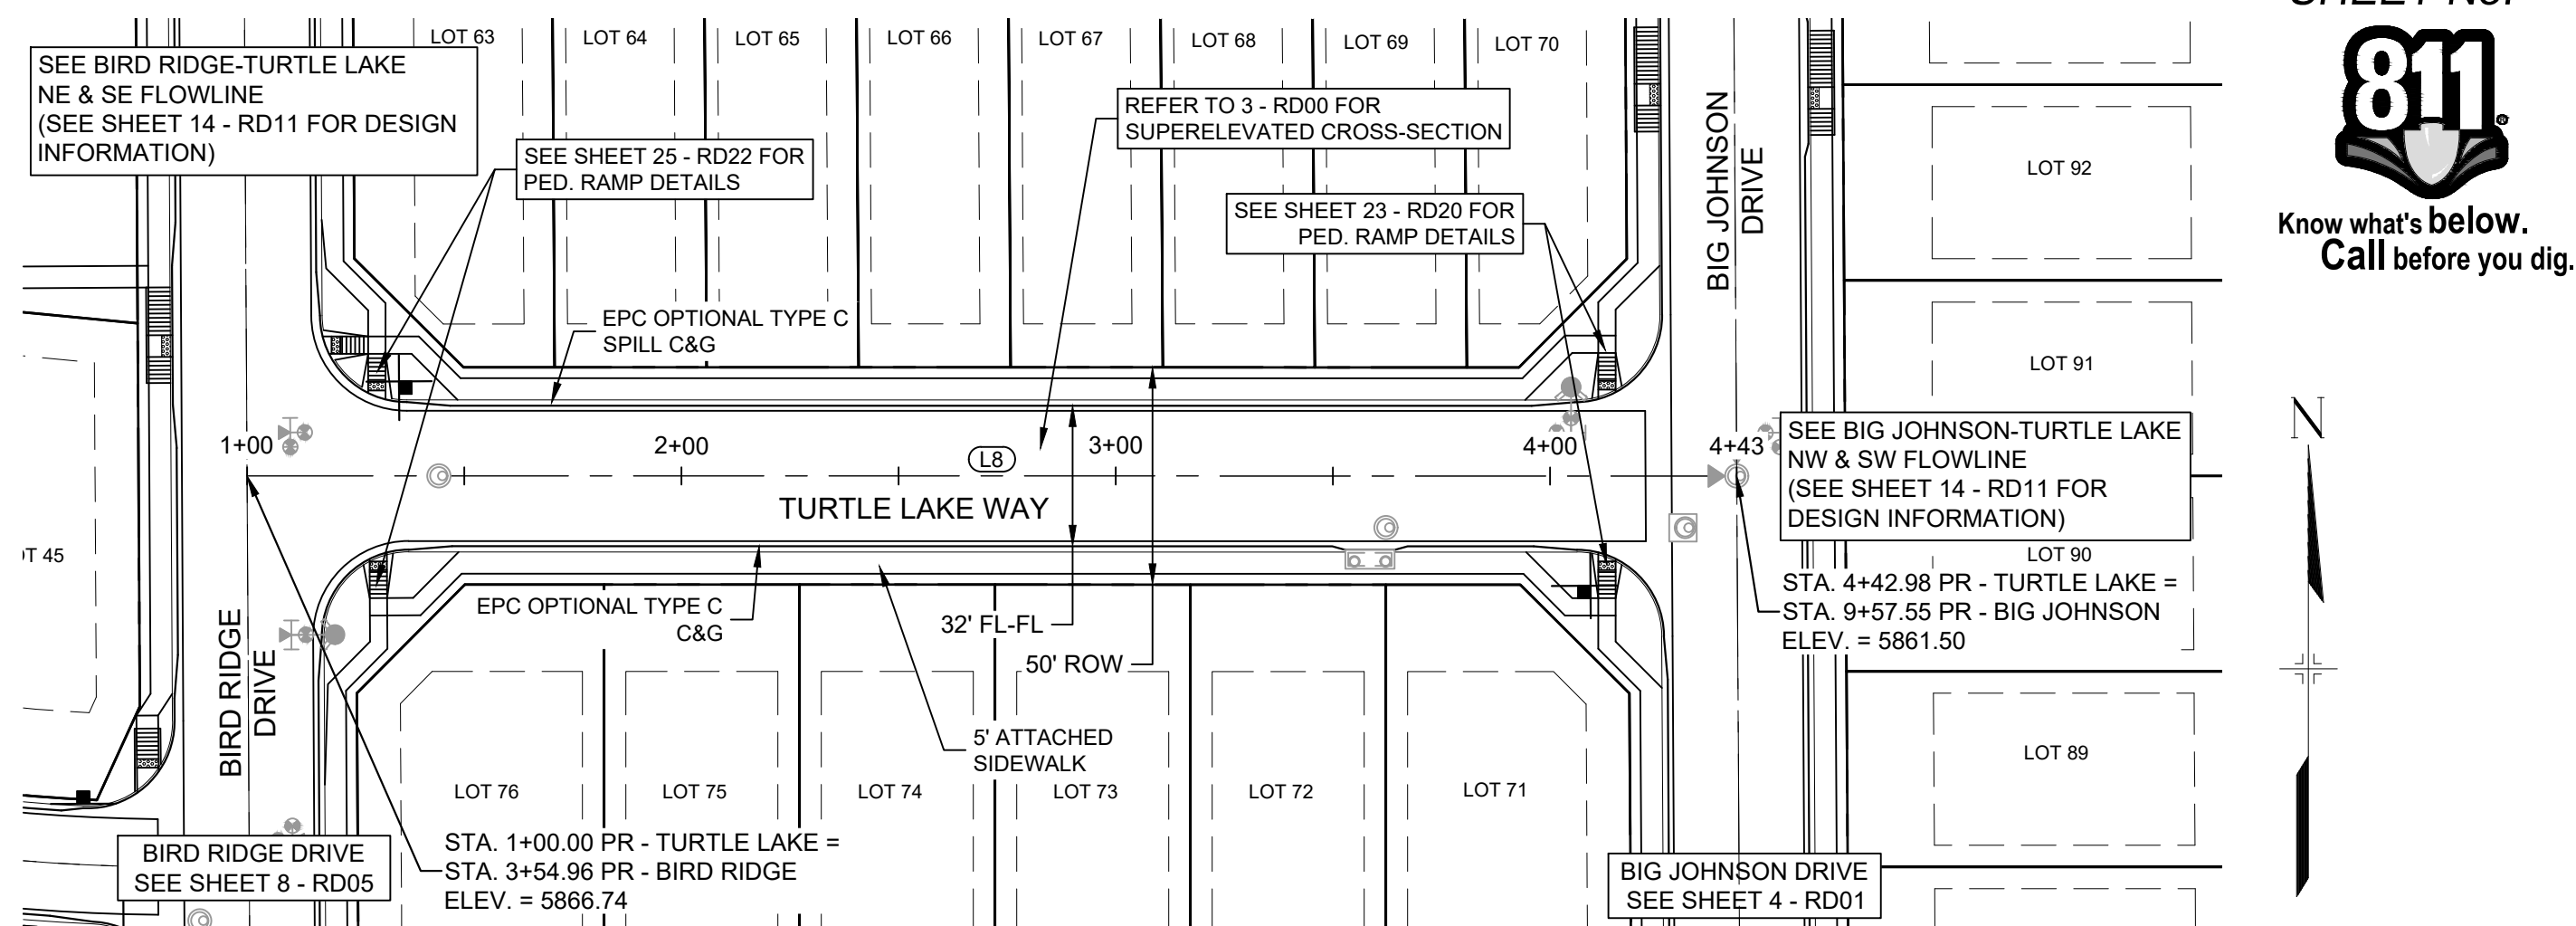 SEE BIRD RIDGE-TURTLE LAKE
NE & SE FLOWLINE
(SEE SHEET 14 - RD11 FOR DESIGN
INFORMATION)
LOT 63
LOT 64
LOT 65
LOT 66
LOT 67
LOT 68
LOT 69
LOT 70
SEE SHEET 25 - RD22 FOR
PED. RAMP DETAILS
REFER TO 3 - RD00 FOR
SUPERELEVATED CROSS-SECTION
SEE SHEET 23 - RD20 FOR
PED. RAMP DETAILS
BIG JOHNSON
DRIVE
LOT 92
LOT 91
811
Know what's below.
Call before you dig.
EPC OPTIONAL TYPE C
SPILL C&G
1+00
2+00
L8
3+00
4+00
4+43
TURTLE LAKE WAY
SEE BIG JOHNSON-TURTLE LAKE
NW & SW FLOWLINE
(SEE SHEET 14 - RD11 FOR
DESIGN INFORMATION)
N
LOT 90
STA. 4+42.98 PR - TURTLE LAKE =
STA. 9+57.55 PR - BIG JOHNSON
ELEV. = 5861.50
OT 45
EPC OPTIONAL TYPE C
C&G
32' FL-FL
50' ROW
BIRD RIDGE
DRIVE
5' ATTACHED
SIDEWALK
LOT 76
LOT 75
LOT 74
LOT 73
LOT 72
LOT 71
LOT 89
BIRD RIDGE DRIVE
SEE SHEET 8 - RD05
STA. 1+00.00 PR - TURTLE LAKE =
STA. 3+54.96 PR - BIRD RIDGE
ELEV. = 5866.74
BIG JOHNSON DRIVE
SEE SHEET 4 - RD01